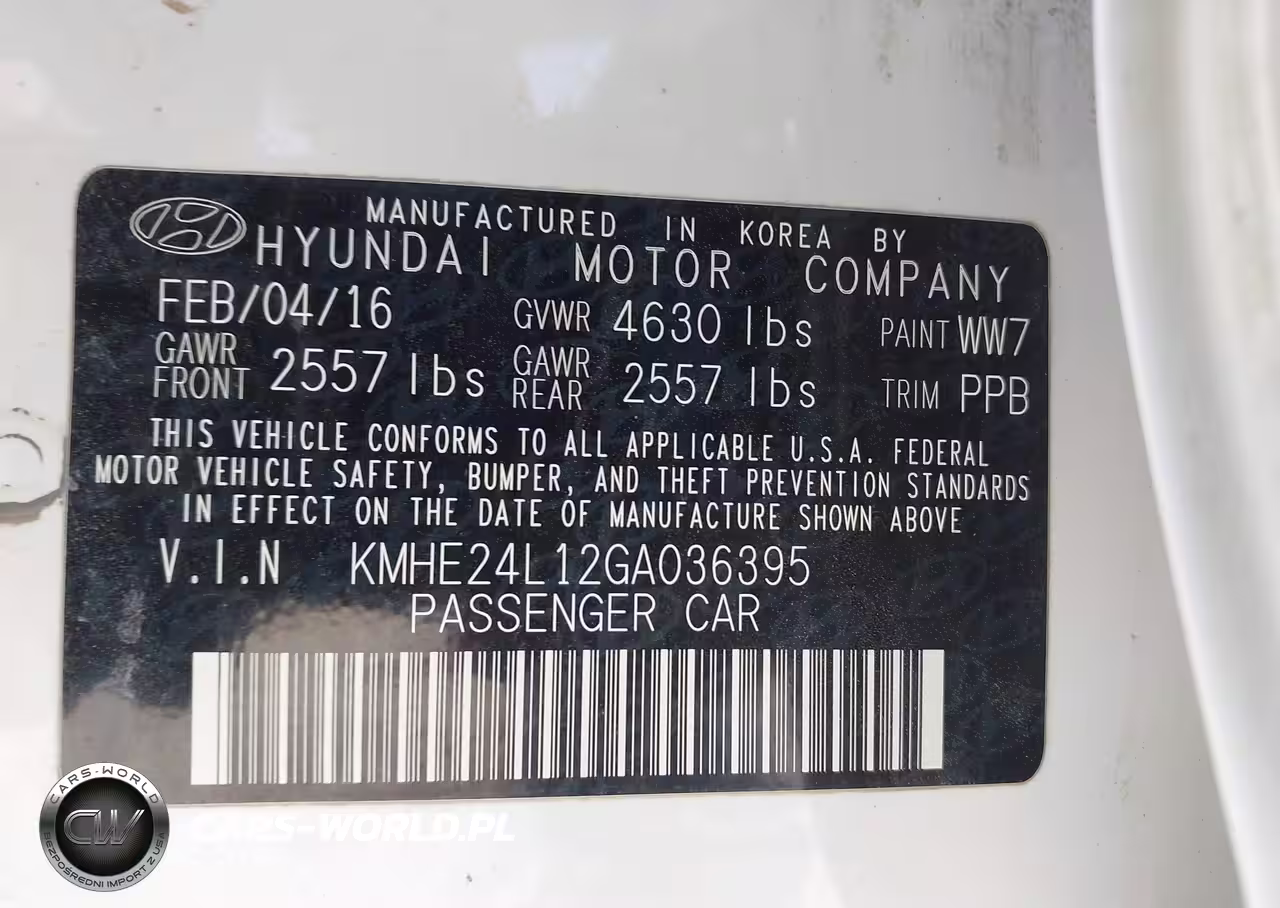 MANUFACTURED IN KOREA BY
HYUNDAI MOTOR COMPANY
FEB/04/16 GVWR 4630 lbs PAINT WW7
GAWR FRONT 2557 lbs GAWR REAR 2557 lbs TRIM PPB
THIS VEHICLE CONFORMS TO ALL APPLICABLE U.S.A. FEDERAL
MOTOR VEHICLE SAFETY, BUMPER, AND THEFT PREVENTION STANDARDS
IN EFFECT ON THE DATE OF MANUFACTURE SHOWN ABOVE
V.I.N KMHE24L12GA036395
PASSENGER CAR
CARS-WORLD
CW
BEZPOŚREDNI IMPORT Z USA
CARS-WORLD.PL